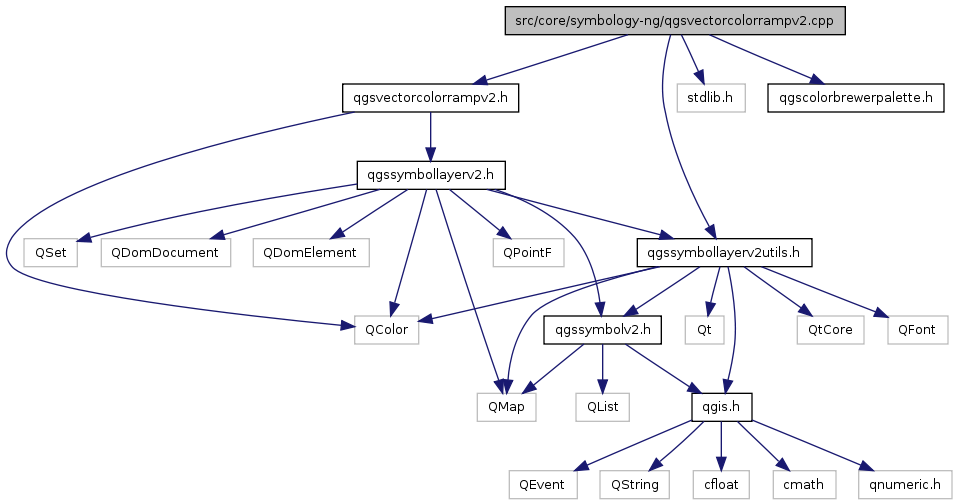 src/core/symbology-ng/qgsvectorcolorrampv2.cpp
qgsvectorcolorrampv2.h
stdlib.h
qgscolorbrewerpalette.h
qgssymbollayerv2.h
QSet
QDomDocument
QDomElement
QPointF
qgssymbollayerv2utils.h
QColor
qgssymbolv2.h
Qt
QtCore
QFont
QMap
QList
qgis.h
QEvent
QString
cfloat
cmath
qnumeric.h